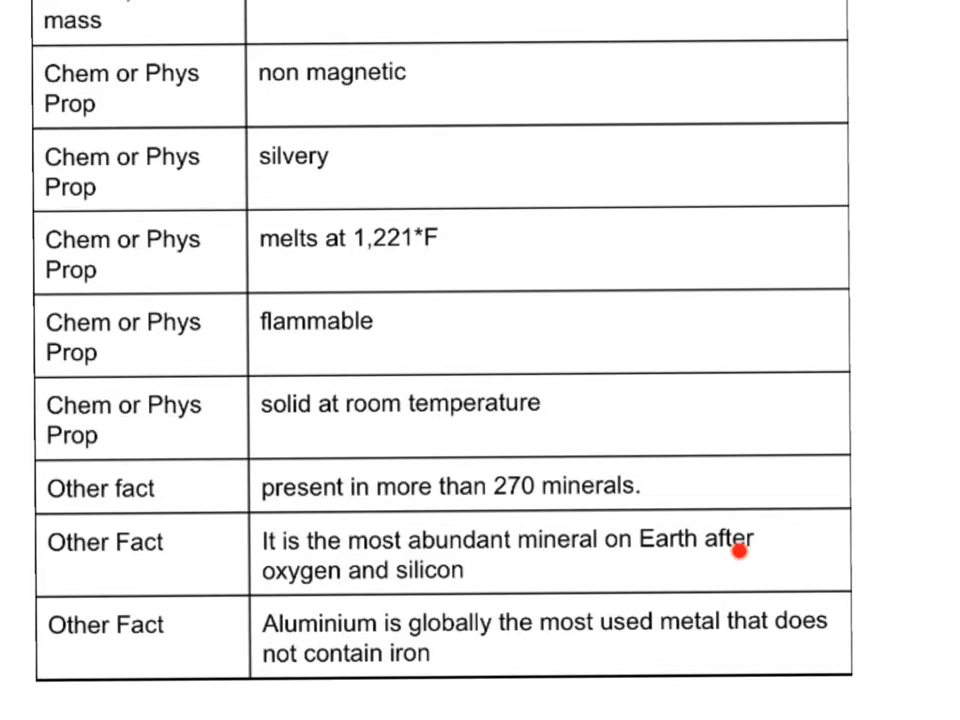 mass
Chem or Phys
Prop
non magnetic
Chem or Phys
Prop
silvery
Chem or Phys
Prop
melts at 1,221*F
Chem or Phys
Prop
flammable
Chem or Phys
Prop
solid at room temperature
Other fact
present in more than 270 minerals.
Other Fact
It is the most abundant mineral on Earth after
oxygen and silicon
Other Fact
Aluminium is globally the most used metal that does
not contain iron